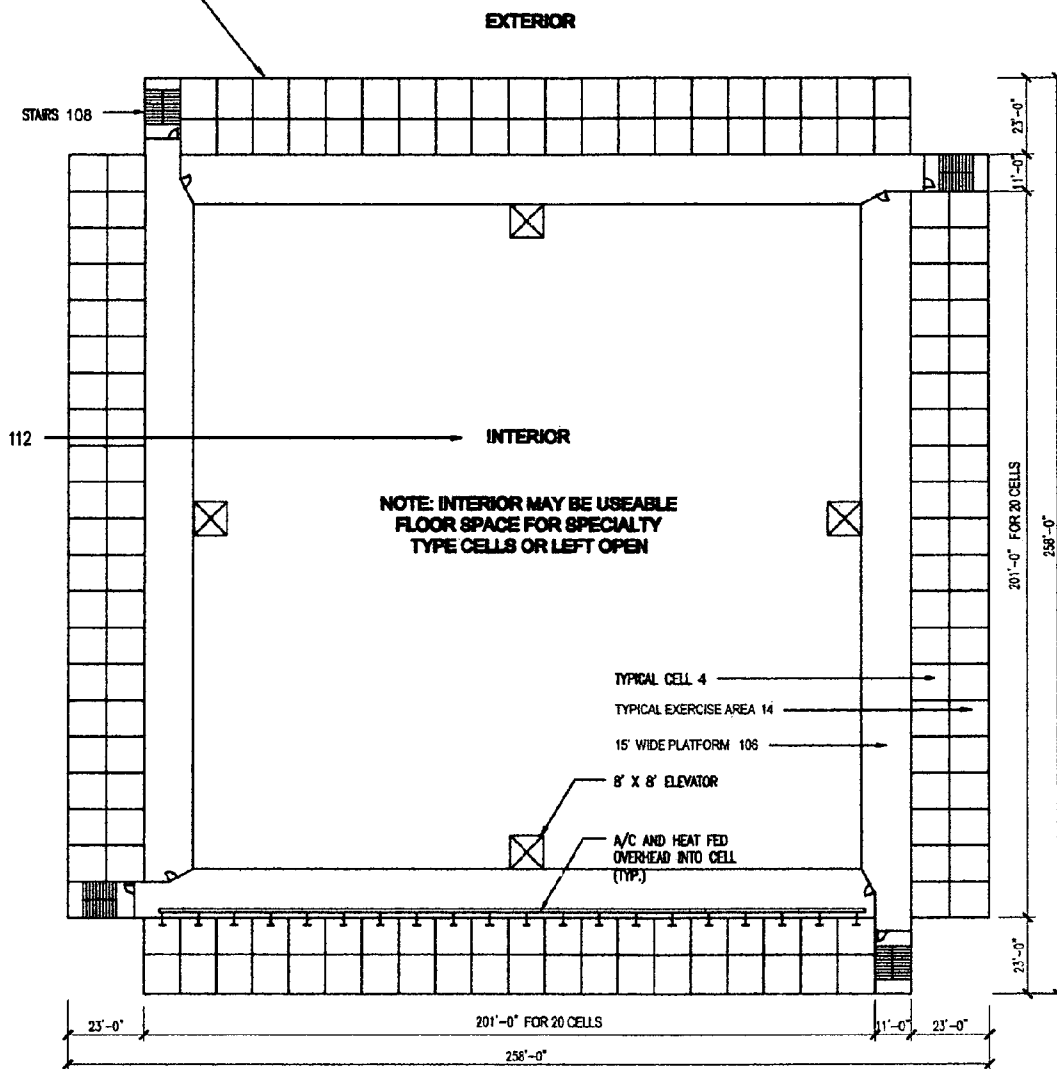 EXTERIOR
STAIRS 108
23'-0"
11'-0"
112
INTERIOR
NOTE: INTERIOR MAY BE USEABLE
FLOOR SPACE FOR SPECIALTY
TYPE CELLS OR LEFT OPEN
201'-0" FOR 20 CELLS
258'-0"
TYPICAL CELL 4
TYPICAL EXERCISE AREA 14
15' WIDE PLATFORM 106
8' X 8' ELEVATOR
A/C AND HEAT FED
OVERHEAD INTO CELL
(TYP.)
23'-0"
23'-0"
201'-0" FOR 20 CELLS
11'-0"
23'-0"
258'-0"